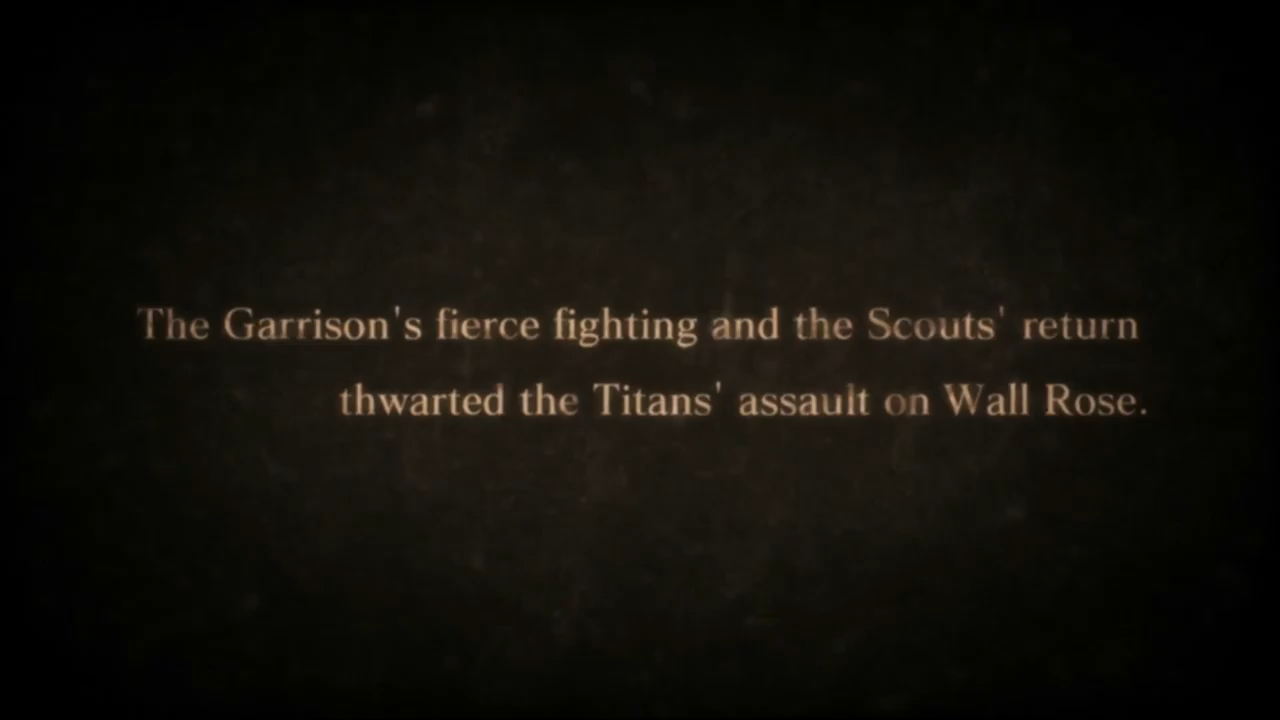 The Garrison's fierce fighting and the Scouts' return
thwarted the Titans' assault on Wall Rose.